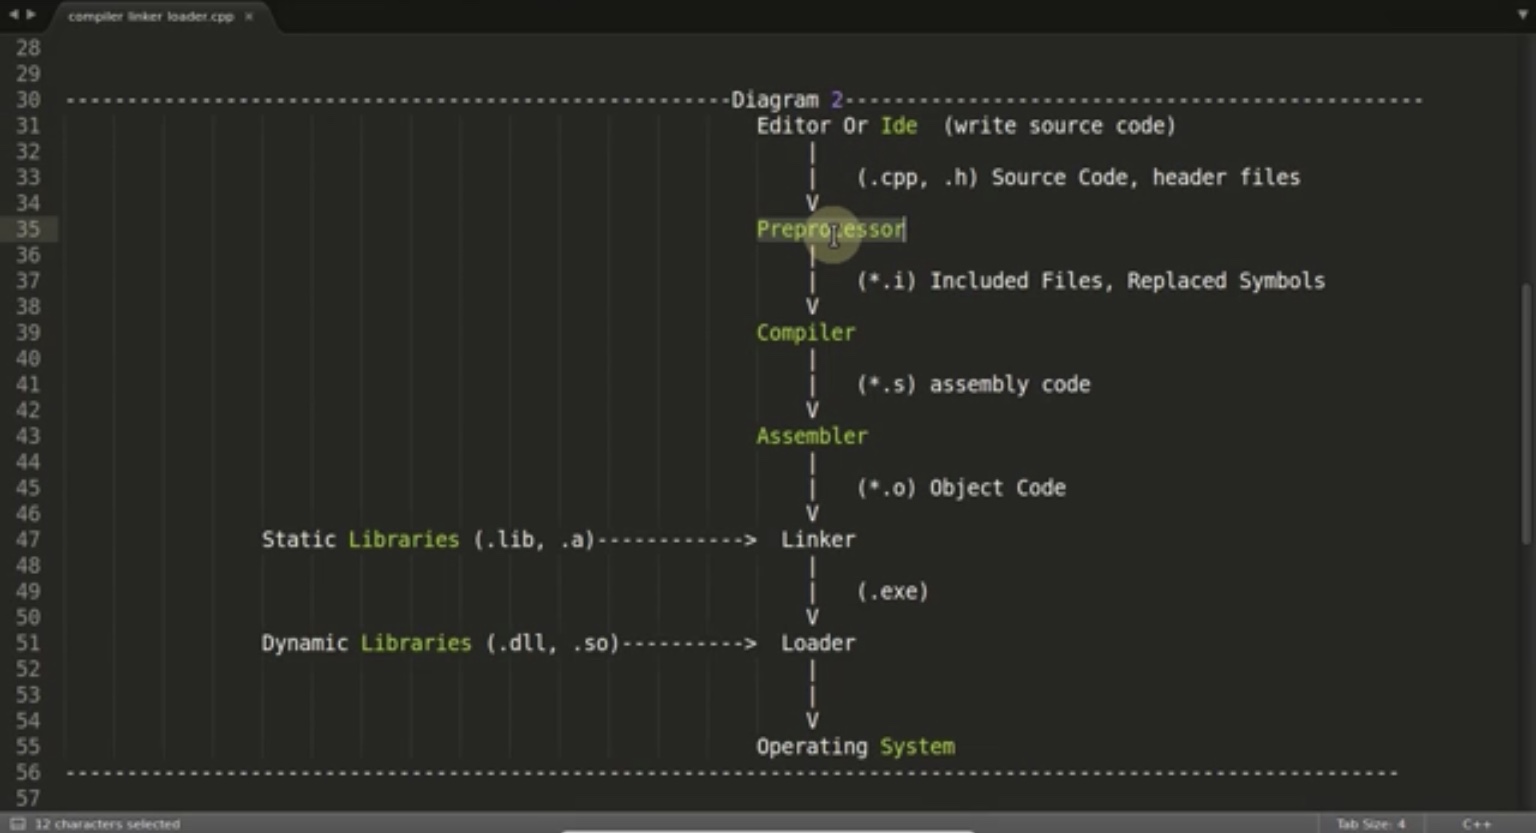 compiler linker loader.cpp ×
28
29
30 ------------------------------------------------------Diagram 2-----------------------------------------------
31 Editor Or Ide (write source code)
32 |
33 | (.cpp, .h) Source Code, header files
34 V
35 Preprocessor
36 |
37 | (*.i) Included Files, Replaced Symbols
38 V
39 Compiler
40 |
41 | (*.s) assembly code
42 V
43 Assembler
44 |
45 | (*.o) Object Code
46 V
47 Static Libraries (.lib, .a)------------> Linker
48 |
49 | (.exe)
50 V
51 Dynamic Libraries (.dll, .so)----------> Loader
52 |
53 |
54 V
55 Operating System
56 ------------------------------------------------------------------------------------------------------------
57
12 characters selected Tab Size: 4 C++